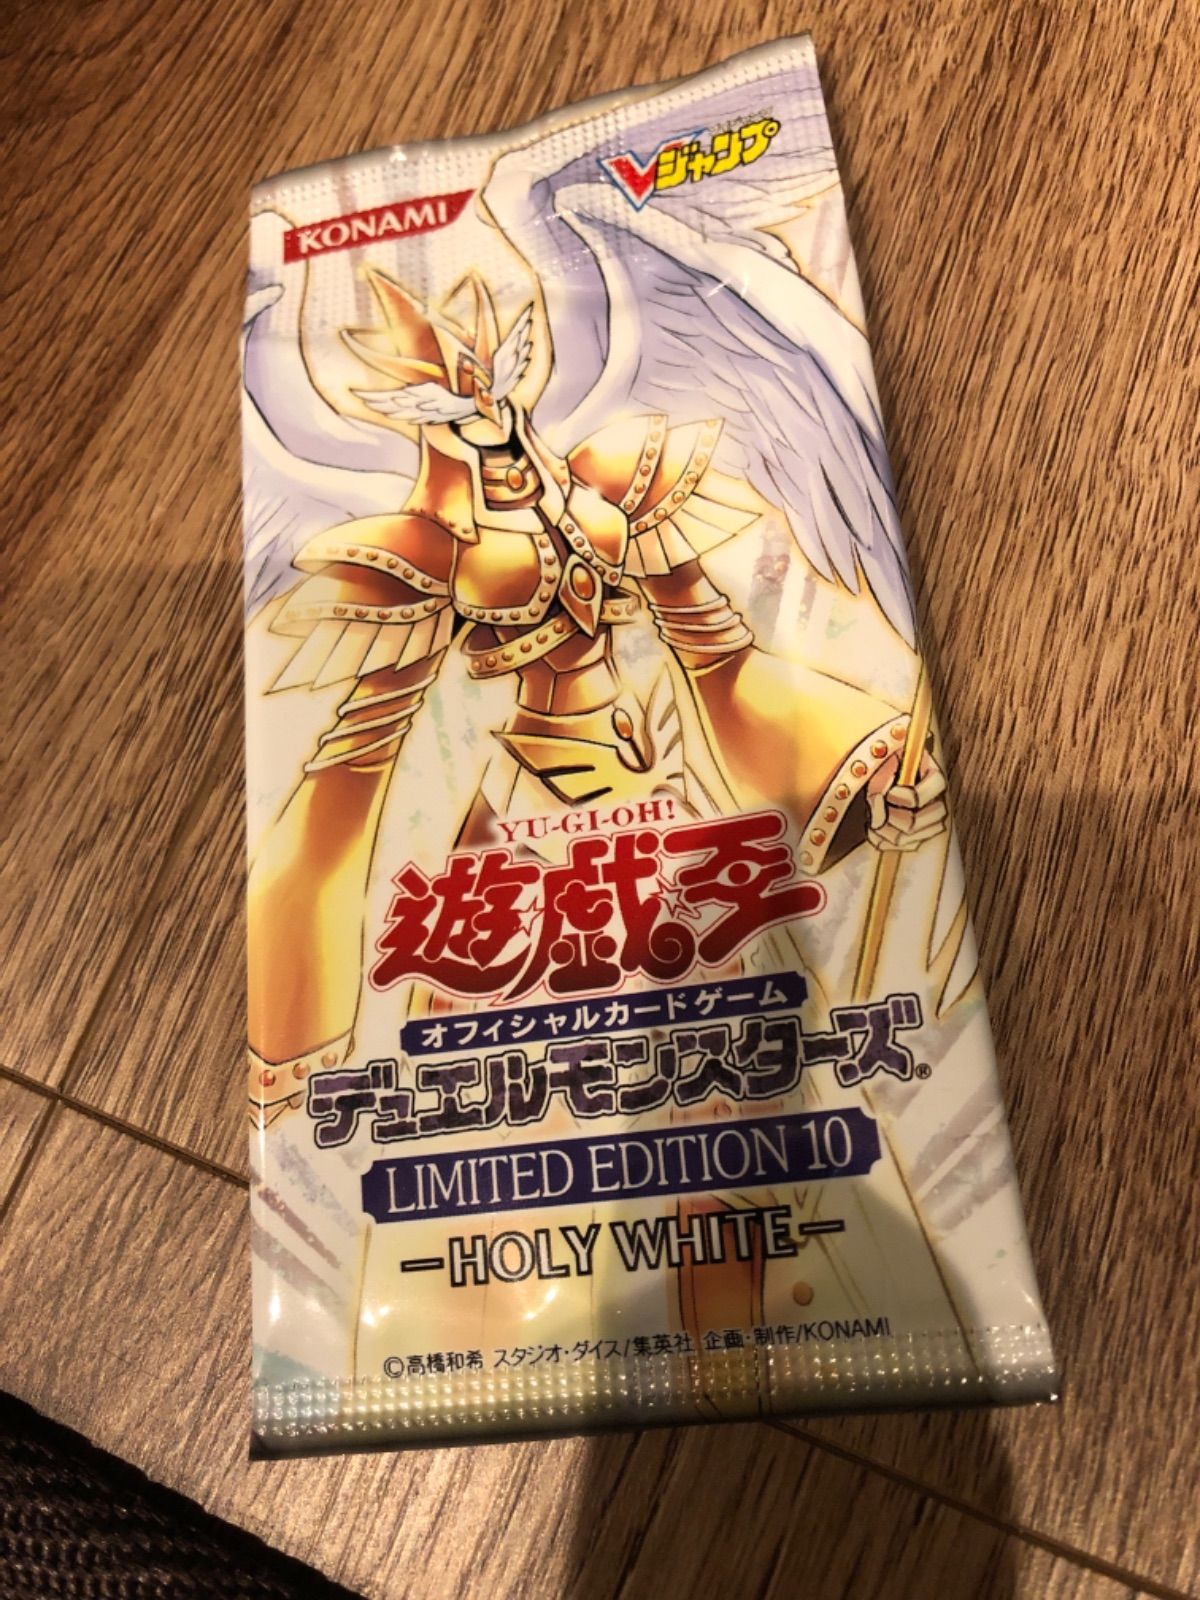 Vジャンプ
KONAMI
YU-GI-OH!
遊☆戯☆王
オフィシャルカードゲーム
デュエルモンスターズ®
LIMITED EDITION 10
-HOLY WHITE-
©高橋和希 スタジオ・ダイス/集英社 企画・制作/KONAMI